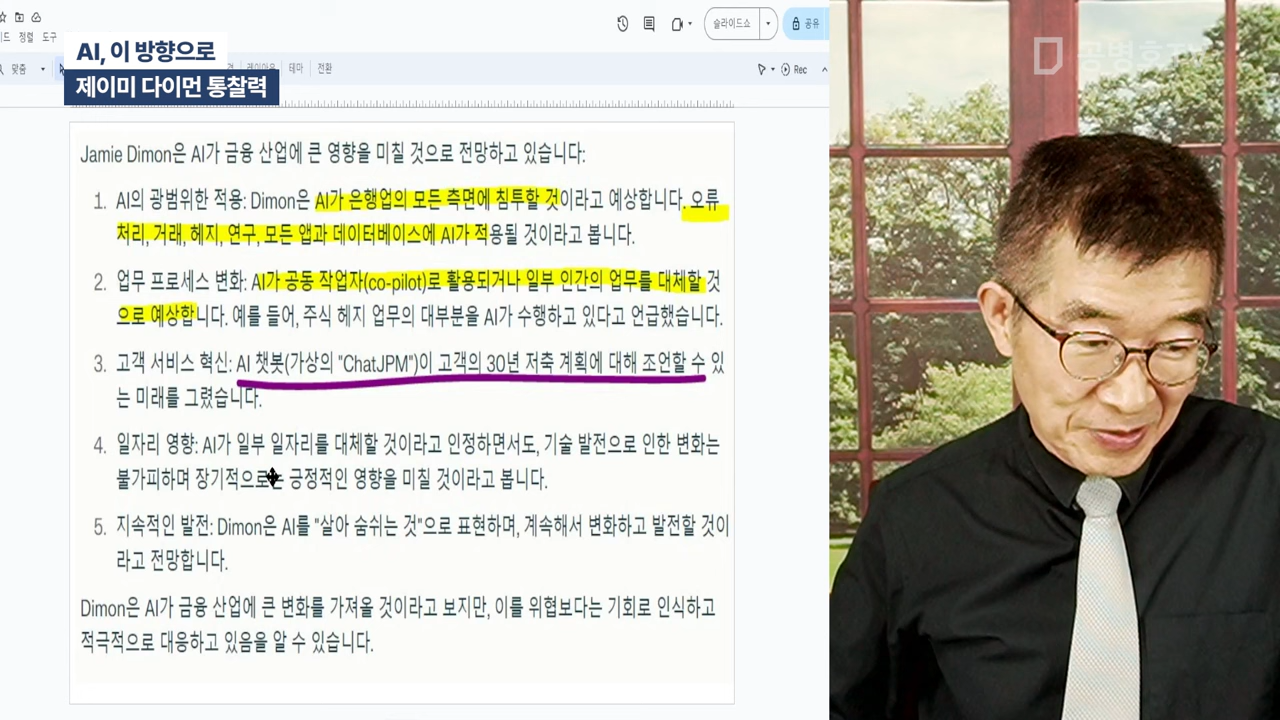 드 정렬 도구
슬라이드쇼
공유
AI, 이 방향으로
제이미 다이먼 통찰력
맞춤
테마
전환
Rec
Jamie Dimon은 AI가 금융 산업에 큰 영향을 미칠 것으로 전망하고 있습니다:
1. AI의 광범위한 적용: Dimon은 AI가 은행업의 모든 측면에 침투할 것이라고 예상합니다. 오류
처리, 거래, 헤지, 연구, 모든 앱과 데이터베이스에 AI가 적용될 것이라고 봅니다.
2. 업무 프로세스 변화: AI가 공동 작업자(co-pilot)로 활용되거나 일부 인간의 업무를 대체할 것
으로 예상합니다. 예를 들어, 주식 헤지 업무의 대부분을 AI가 수행하고 있다고 언급했습니다.
3. 고객 서비스 혁신: AI 챗봇(가상의 "ChatJPM")이 고객의 30년 저축 계획에 대해 조언할 수 있
는 미래를 그렸습니다.
4. 일자리 영향: AI가 일부 일자리를 대체할 것이라고 인정하면서도, 기술 발전으로 인한 변화는
불가피하며 장기적으로는 긍정적인 영향을 미칠 것이라고 봅니다.
5. 지속적인 발전: Dimon은 AI를 "살아 숨쉬는 것"으로 표현하며, 계속해서 변화하고 발전할 것이
라고 전망합니다.
Dimon은 AI가 금융 산업에 큰 변화를 가져올 것이라고 보지만, 이를 위협보다는 기회로 인식하고
적극적으로 대응하고 있음을 알 수 있습니다.